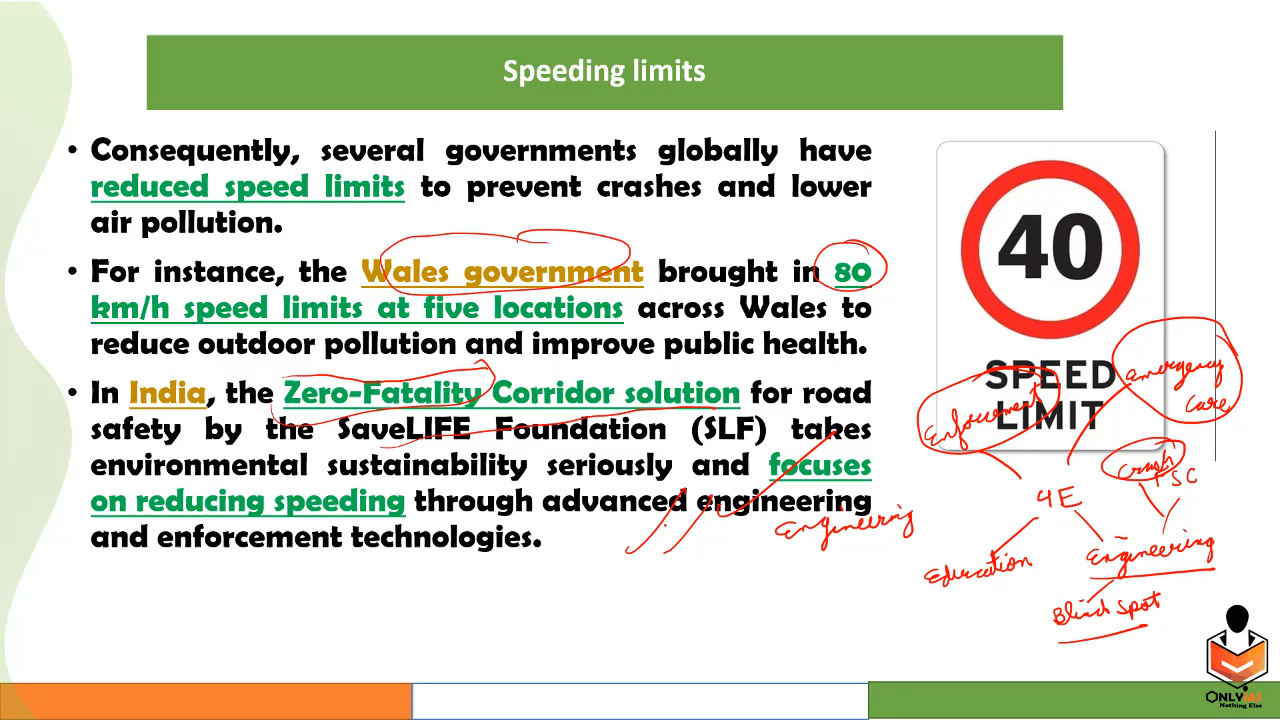 Speeding limits
• Consequently, several governments globally have
reduced speed limits to prevent crashes and lower
air pollution.
• For instance, the Wales government brought in 80
km/h speed limits at five locations across Wales to
reduce outdoor pollution and improve public health.
• In India, the Zero-Fatality Corridor solution for road
safety by the SaveLIFE Foundation (SLF) takes
environmental sustainability seriously and focuses
on reducing speeding through advanced engineering
and enforcement technologies.
40
SPEED
LIMIT
emergency
care
Enforcement
Crash
4E
Engineering
Education
Engineering
Blind Spot
ONLYIAS
Nothing Else